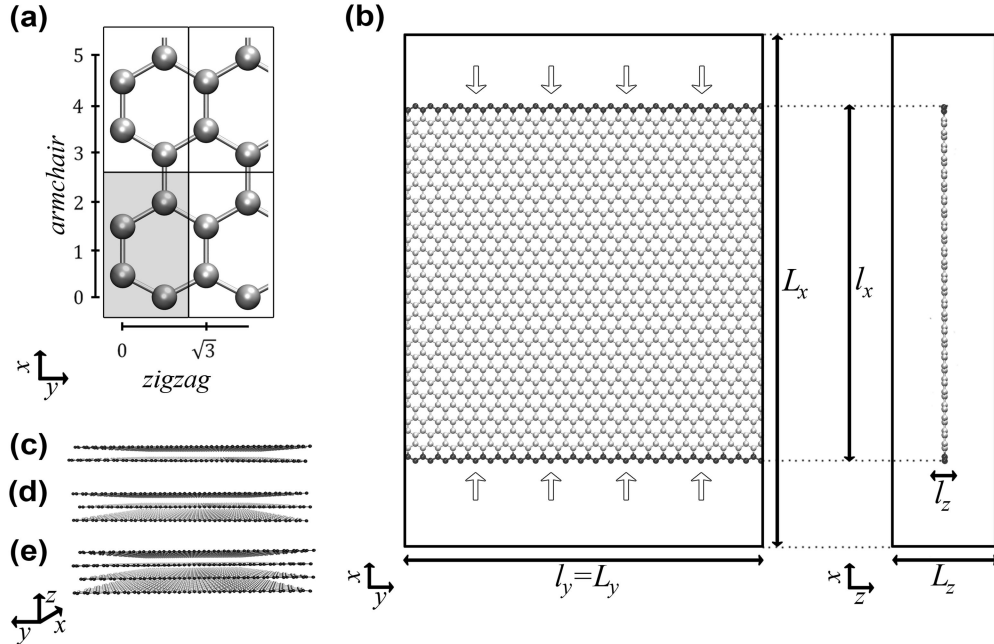 (a)
armchair
5
4
3
2
1
0
0
√3
zigzag
x
y
(b)
L_x
l_x
l_z
l_y=L_y
L_z
x
y
x
z
(c)
(d)
(e)
z
y
x